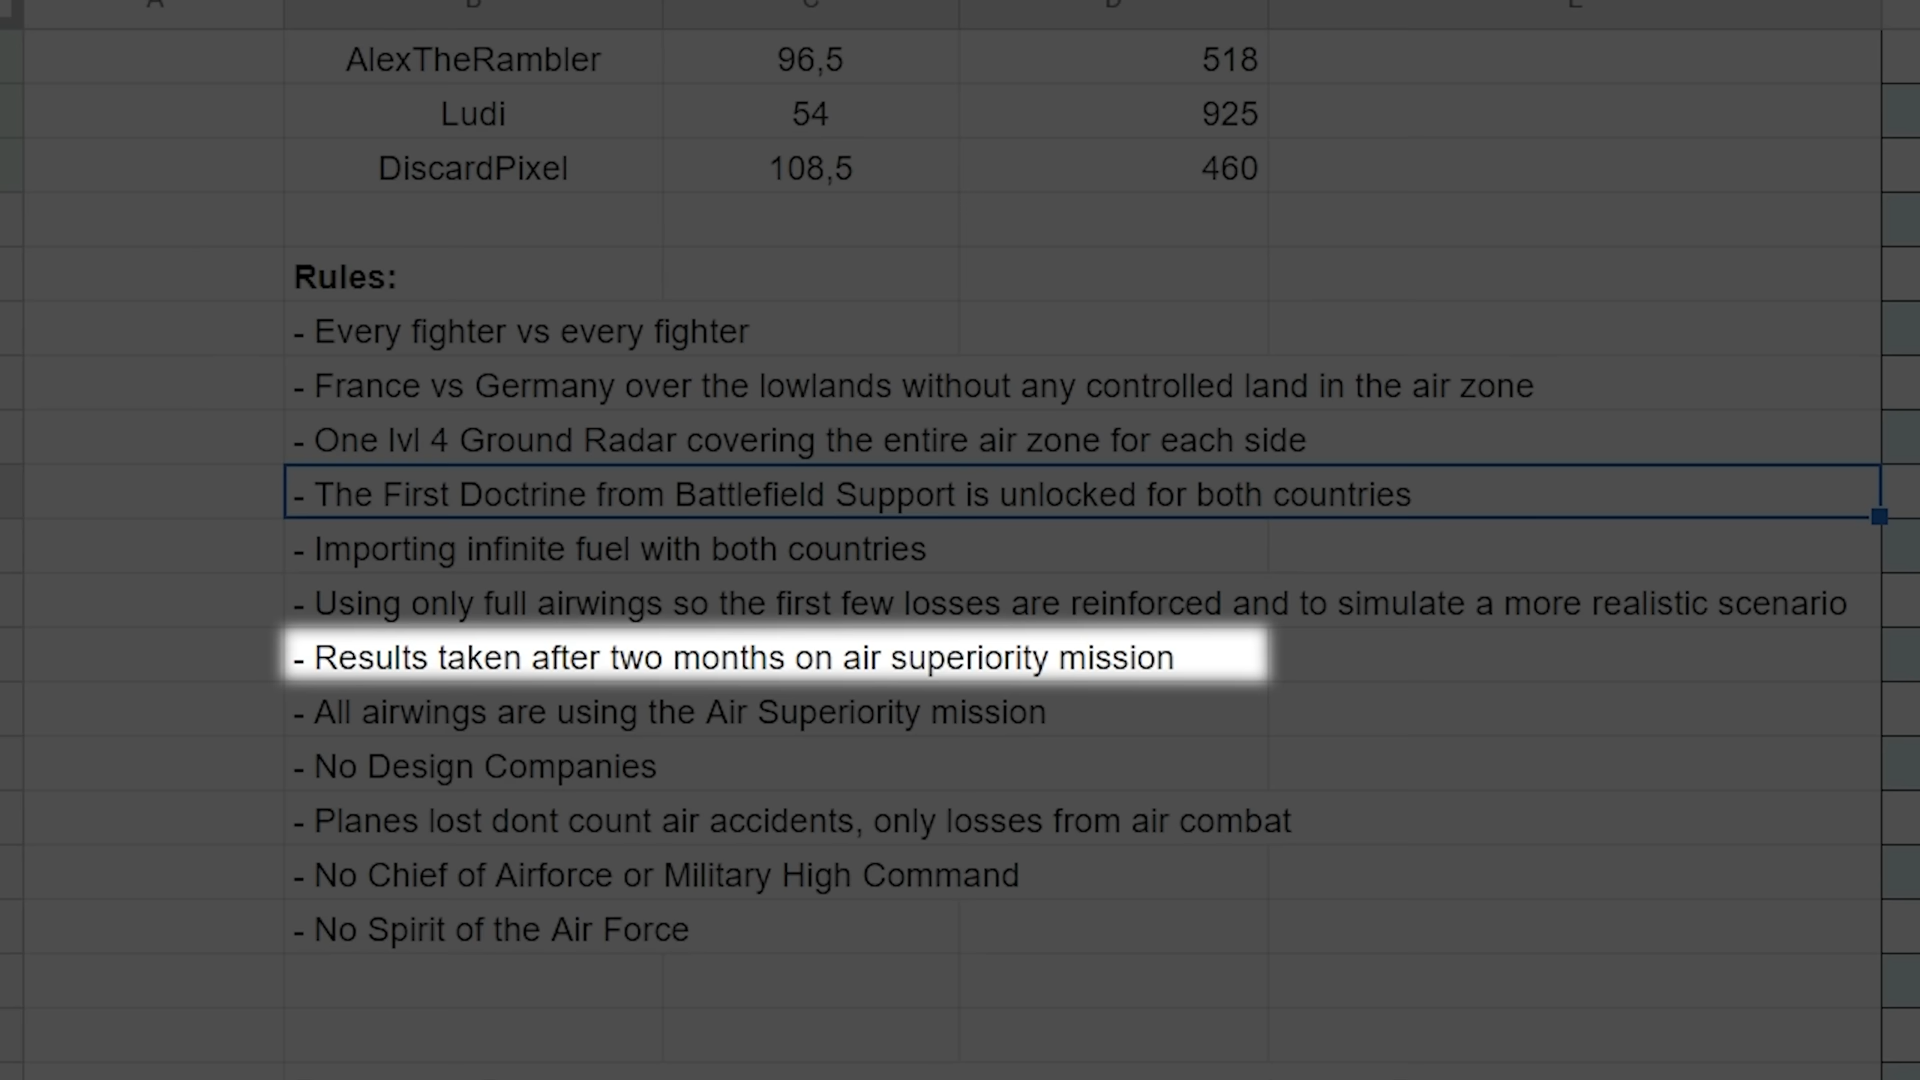 A B C D E
AlexTheRambler 96,5 518
Ludi 54 925
DiscardPixel 108,5 460
Rules:
- Every fighter vs every fighter
- France vs Germany over the lowlands without any controlled land in the air zone
- One lvl 4 Ground Radar covering the entire air zone for each side
- The First Doctrine from Battlefield Support is unlocked for both countries
- Importing infinite fuel with both countries
- Using only full airwings so the first few losses are reinforced and to simulate a more realistic scenario
- Results taken after two months on air superiority mission
- All airwings are using the Air Superiority mission
- No Design Companies
- Planes lost dont count air accidents, only losses from air combat
- No Chief of Airforce or Military High Command
- No Spirit of the Air Force